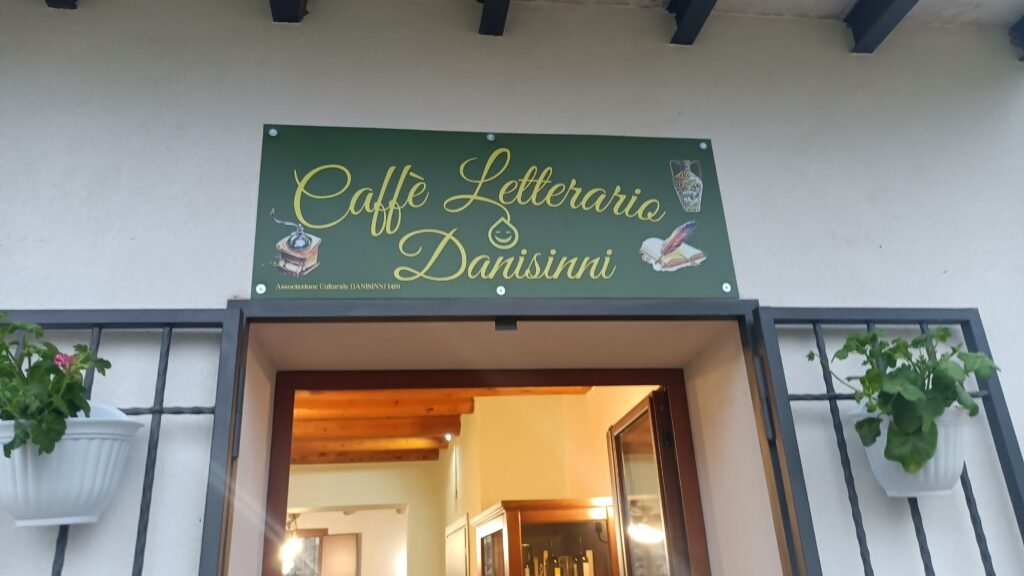 Caffè Letterario
Danisinni
Associazione Culturale DANISINNI 1489